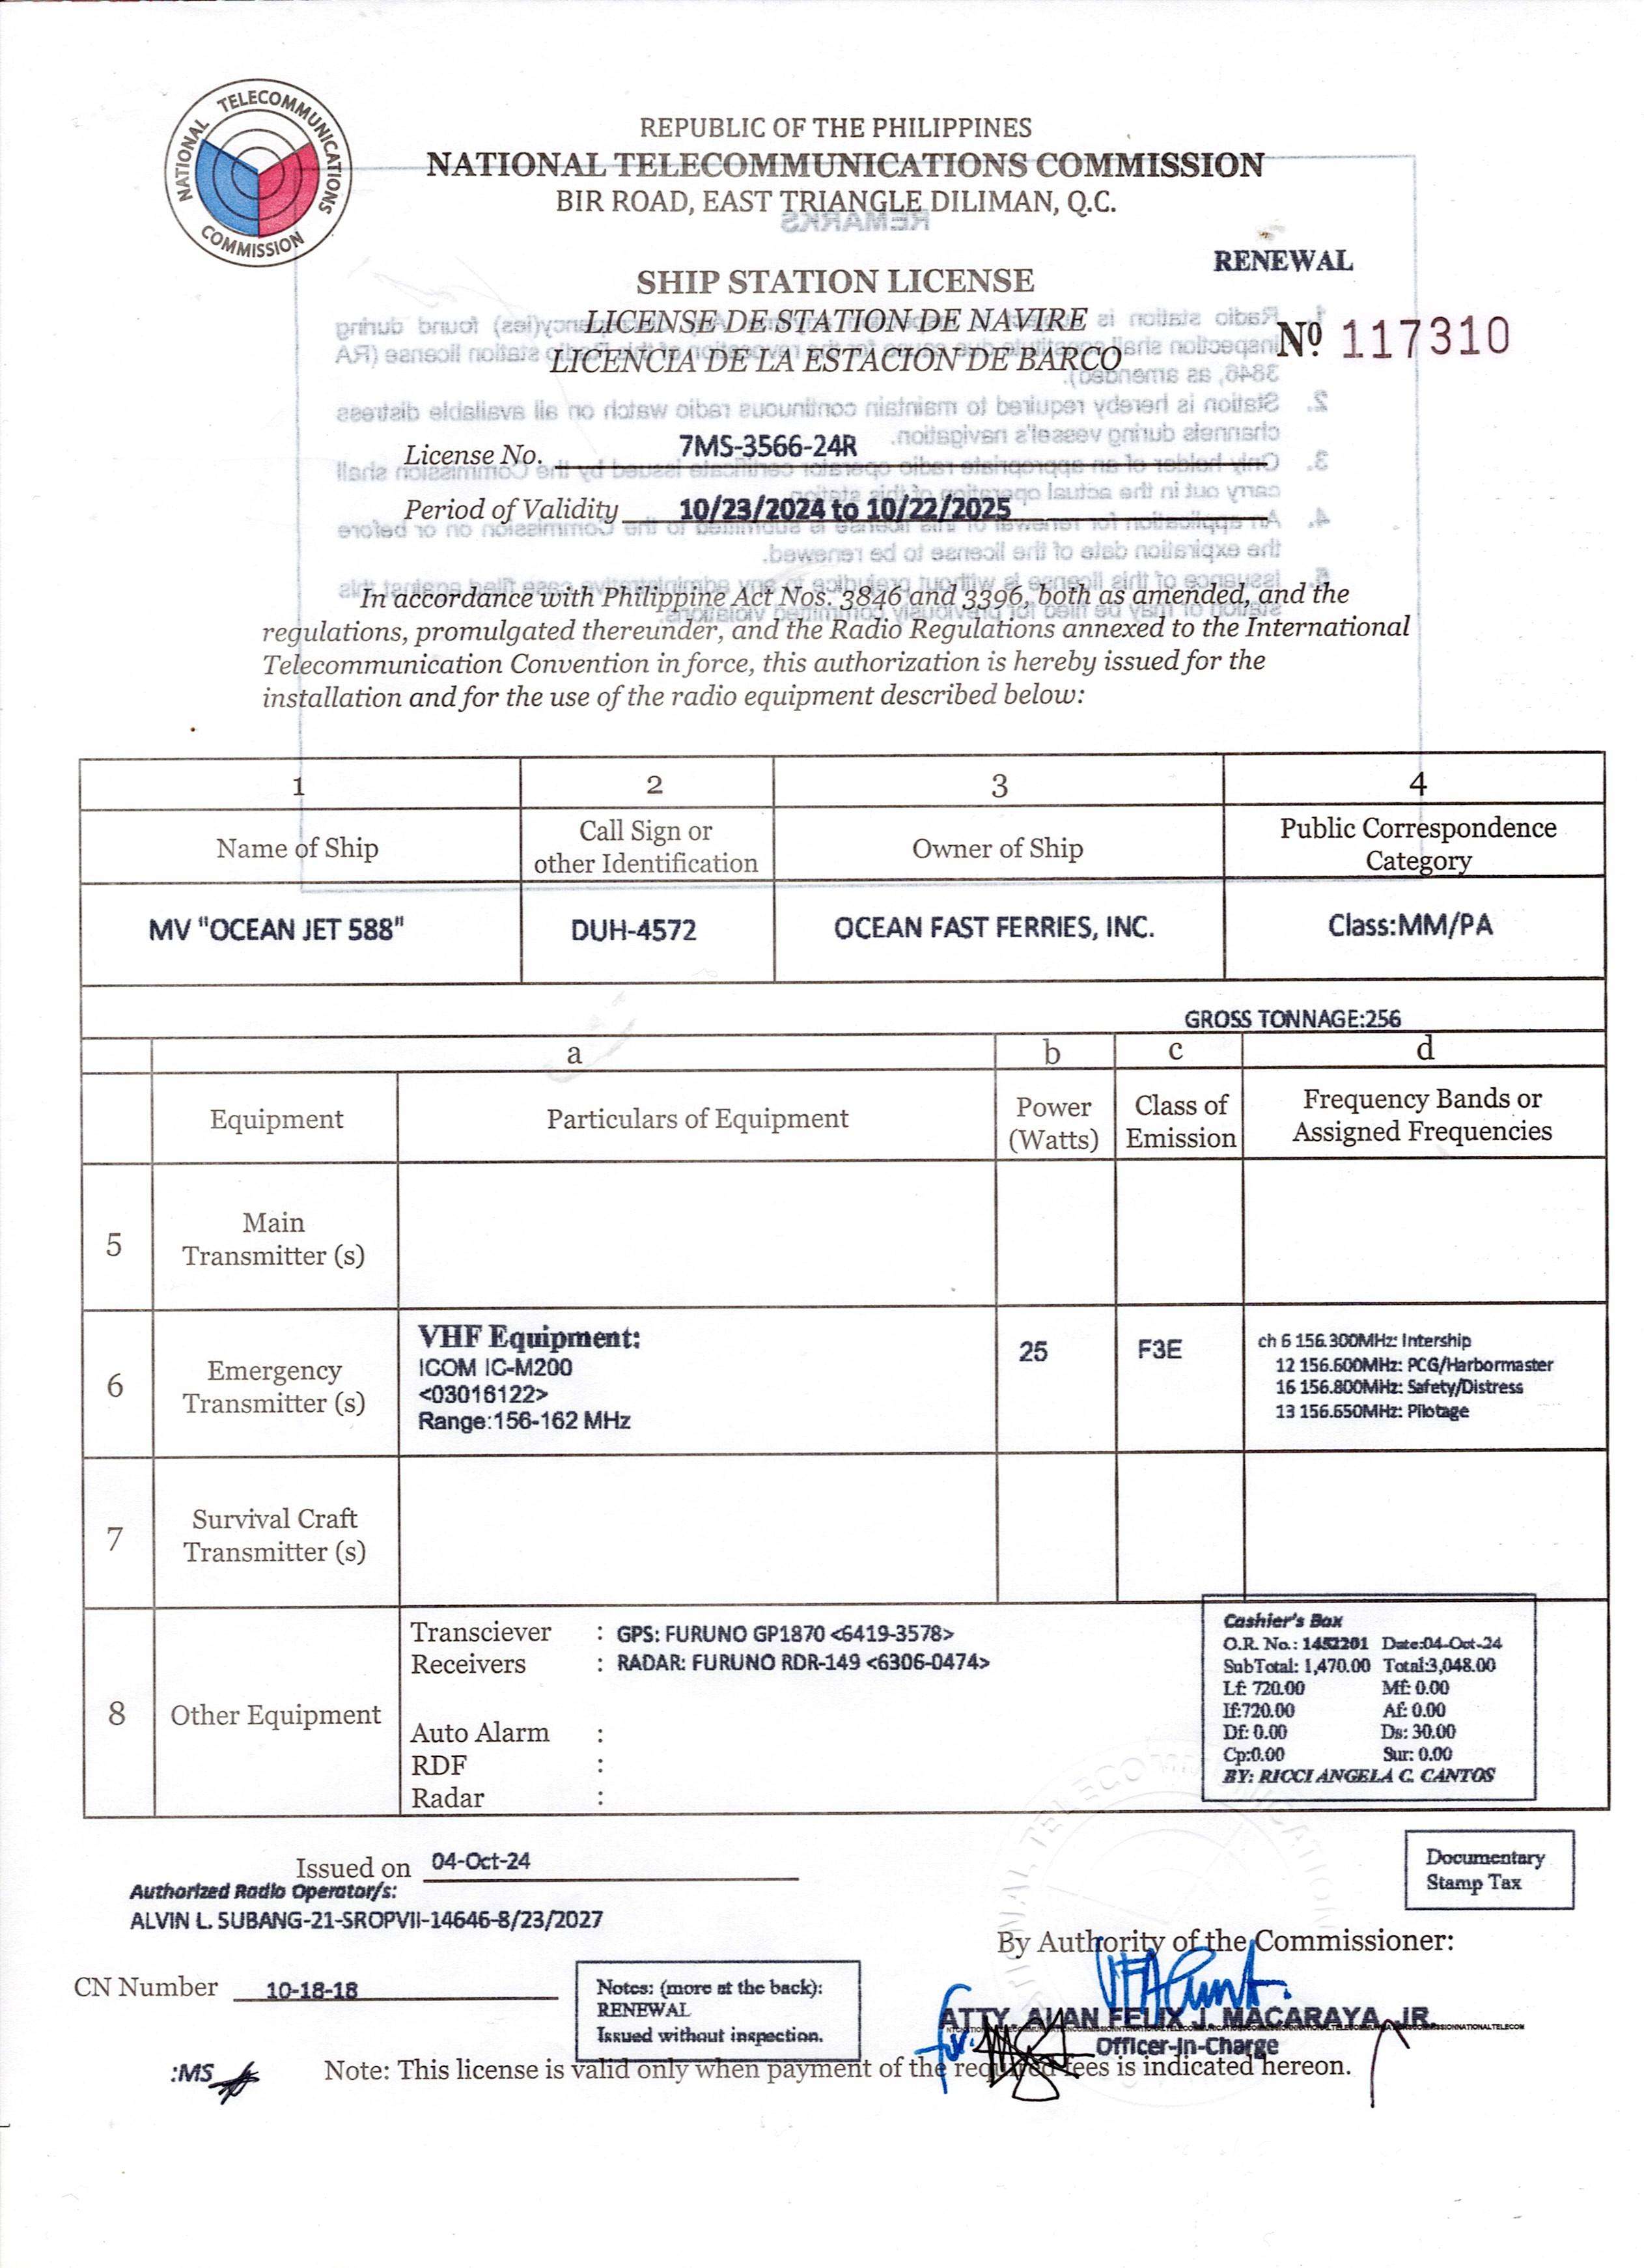 NATIONAL TELECOMMUNICATIONS COMMISSION
REPUBLIC OF THE PHILIPPINES
NATIONAL TELECOMMUNICATIONS COMMISSION
BIR ROAD, EAST TRIANGLE DILIMAN, Q.C.
REMARKS
RENEWAL
SHIP STATION LICENSE
LICENSE DE STATION DE NAVIRE
LICENCIA DE LA ESTACION DE BARCO
Nº 117310
License No. 7MS-3566-24R
Period of Validity 10/23/2024 to 10/22/2025
In accordance with Philippine Act Nos. 3846 and 3396, both as amended, and the
regulations, promulgated thereunder, and the Radio Regulations annexed to the International
Telecommunication Convention in force, this authorization is hereby issued for the
installation and for the use of the radio equipment described below:
1 2 3 4
Name of Ship Call Sign or other Identification Owner of Ship Public Correspondence Category
MV "OCEAN JET 588" DUH-4572 OCEAN FAST FERRIES, INC. Class:MM/PA
GROSS TONNAGE:256
a b c d
Equipment Particulars of Equipment Power (Watts) Class of Emission Frequency Bands or Assigned Frequencies
5 Main Transmitter (s)
6 Emergency Transmitter (s)
VHF Equipment:
ICOM IC-M200
<03016122>
Range:156-162 MHz
25 F3E
ch 6 156.300MHz: Intership
12 156.600MHz: PCG/Harbormaster
16 156.800MHz: Safety/Distress
13 156.650MHz: Pilotage
7 Survival Craft Transmitter (s)
8 Other Equipment
Transciever : GPS: FURUNO GP1870 <6419-3578>
Receivers : RADAR: FURUNO RDR-149 <6306-0474>
Auto Alarm :
RDF :
Radar :
Cashier's Box
O.R. No.: 1452201 Date:04-Oct-24
SubTotal: 1,470.00 Total:3,048.00
Lf: 720.00 Mf: 0.00
If:720.00 Af: 0.00
Df: 0.00 Ds: 30.00
Cp:0.00 Sur: 0.00
BY: RICCI ANGELA C. CANTOS
Issued on 04-Oct-24
Documentary
Stamp Tax
Authorized Radio Operator/s:
ALVIN L. SUBANG-21-SROPVII-14646-8/23/2027
By Authority of the Commissioner:
CN Number 10-18-18
Notes: (more at the back):
RENEWAL
Issued without inspection.
ATTY. ALAN FELIX J. MACARAYA, JR.
Officer-In-Charge
:MS
Note: This license is valid only when payment of the required fees is indicated hereon.